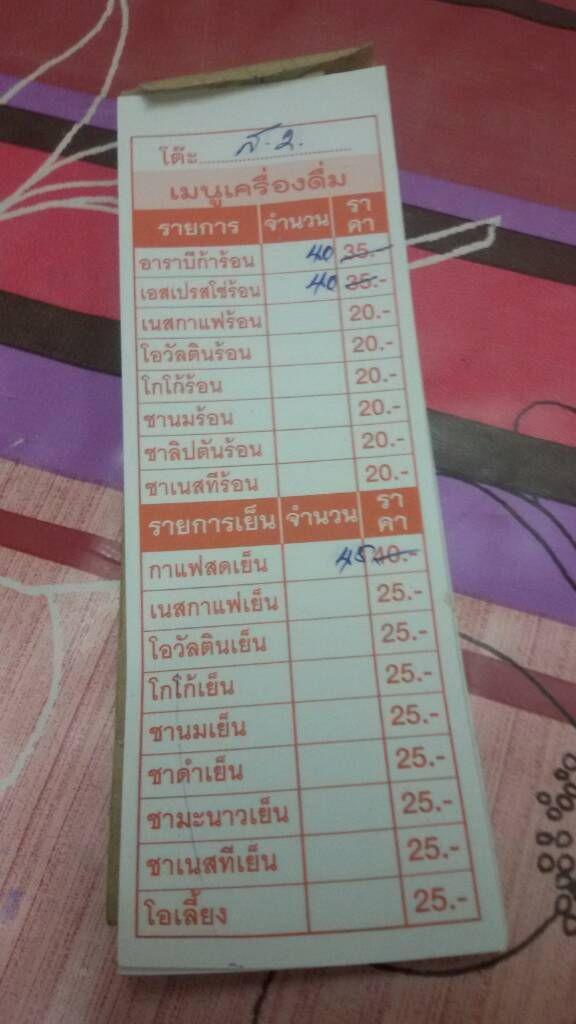 โต๊ะ ส.2.
เมนูเครื่องดื่ม
รายการ จำนวน ราคา
อาราบีก้าร้อน 40 35.-
เอสเปรสโซ่ร้อน 40 35.-
เนสกาแฟร้อน 20.-
โอวัลตินร้อน 20.-
โกโก้ร้อน 20.-
ชานมร้อน 20.-
ชาลิปตันร้อน 20.-
ชาเนสทีร้อน 20.-
รายการเย็น จำนวน ราคา
กาแฟสดเย็น 45 40.-
เนสกาแฟเย็น 25.-
โอวัลตินเย็น 25.-
โกโก้เย็น 25.-
ชานมเย็น 25.-
ชาดำเย็น 25.-
ชามะนาวเย็น 25.-
ชาเนสทีเย็น 25.-
โอเลี้ยง 25.-